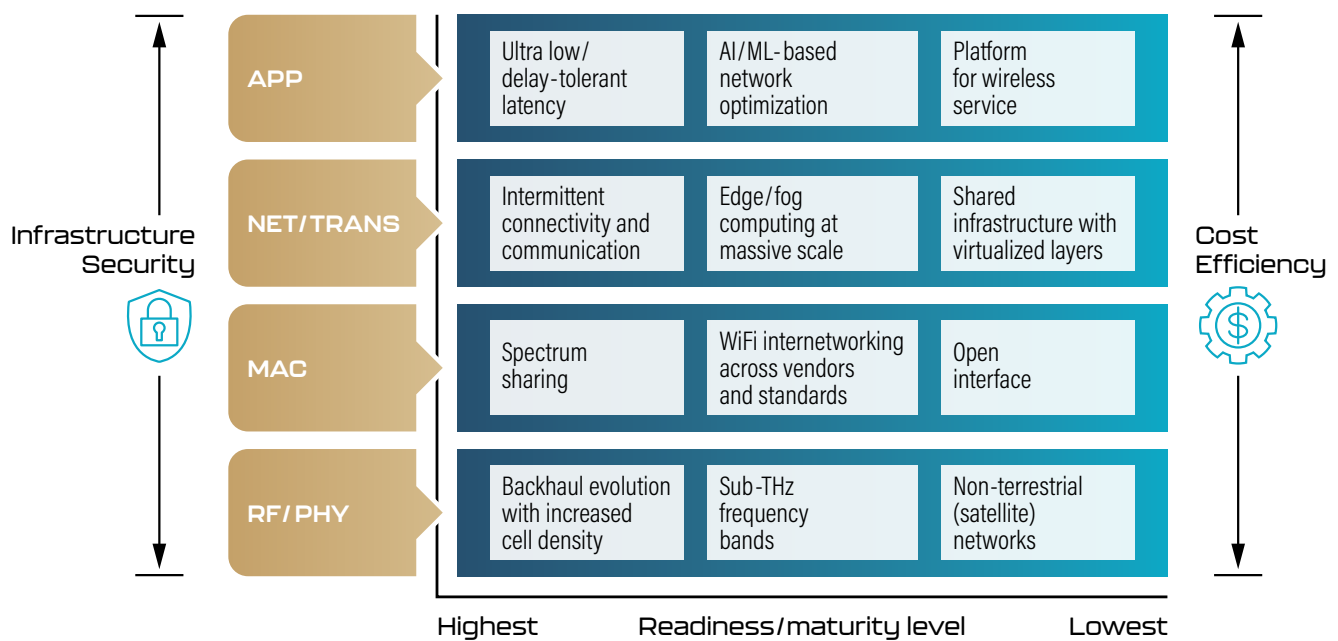 APP
Ultra low/
delay-tolerant
latency
AI/ML-based
network
optimization
Platform
for wireless
service
NET/TRANS
Intermittent
connectivity and
communication
Edge/fog
computing at
massive scale
Shared
infrastructure with
virtualized layers
Infrastructure
Security
Cost
Efficiency
$
MAC
Spectrum
sharing
WiFi internetworking
across vendors
and standards
Open
interface
RF/PHY
Backhaul evolution
with increased
cell density
Sub-THz
frequency
bands
Non-terrestrial
(satellite)
networks
Highest
Readiness/maturity level
Lowest